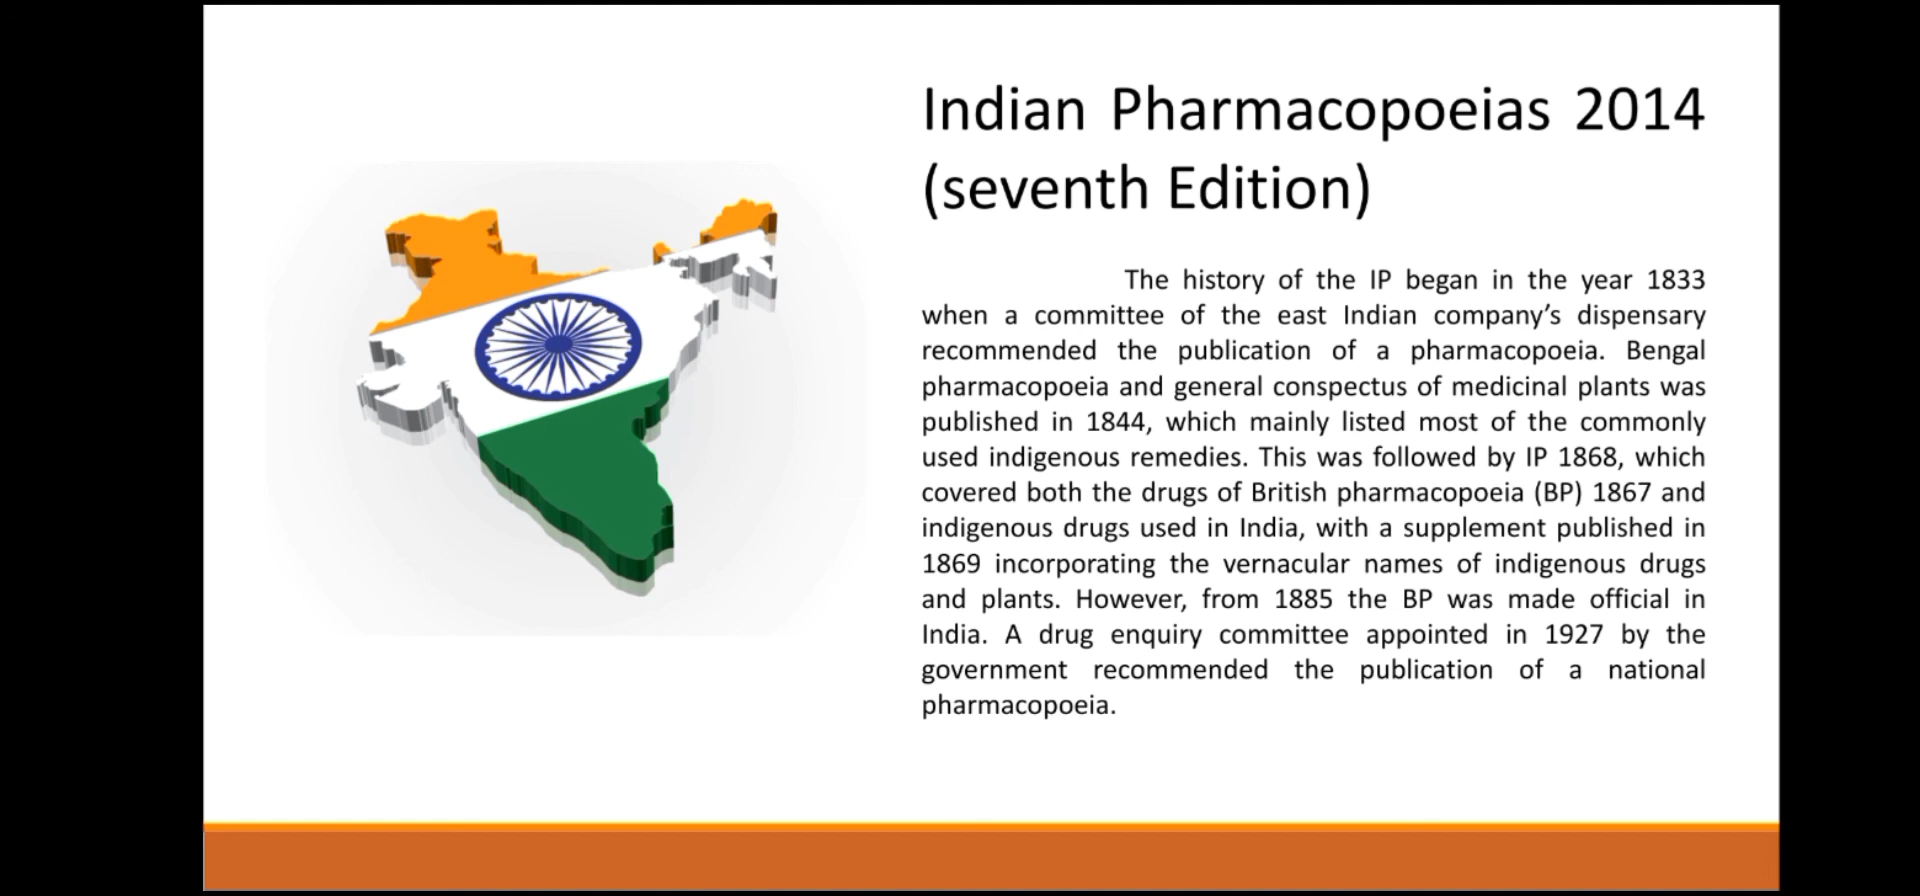 Indian Pharmacopoeias 2014
(seventh Edition)
The history of the IP began in the year 1833
when a committee of the east Indian company’s dispensary
recommended the publication of a pharmacopoeia. Bengal
pharmacopoeia and general conspectus of medicinal plants was
published in 1844, which mainly listed most of the commonly
used indigenous remedies. This was followed by IP 1868, which
covered both the drugs of British pharmacopoeia (BP) 1867 and
indigenous drugs used in India, with a supplement published in
1869 incorporating the vernacular names of indigenous drugs
and plants. However, from 1885 the BP was made official in
India. A drug enquiry committee appointed in 1927 by the
government recommended the publication of a national
pharmacopoeia.